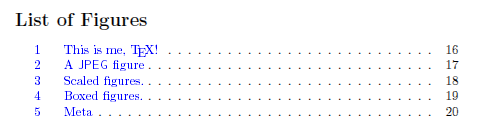 List of Figures
1 This is me, TEX! . . . . . . . . . . . . . . . . . . . . . . . . . . . 16
2 A JPEG figure . . . . . . . . . . . . . . . . . . . . . . . . . . . . . 17
3 Scaled figures. . . . . . . . . . . . . . . . . . . . . . . . . . . . . . 18
4 Boxed figures. . . . . . . . . . . . . . . . . . . . . . . . . . . . . . 19
5 Meta . . . . . . . . . . . . . . . . . . . . . . . . . . . . . . . . . . 20